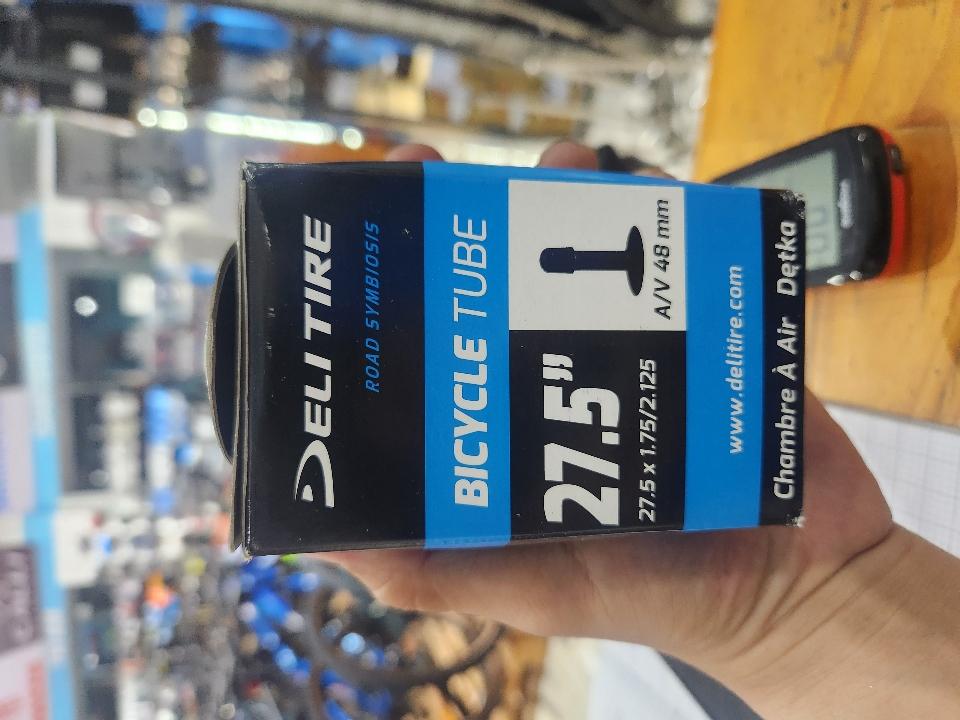 DELI TIRE
ROAD SYMBIOSIS
BICYCLE TUBE
27.5”
27.5 x 1.75/2.125
A/V 48 mm
www.delitire.com
Chambre À Air Dętka